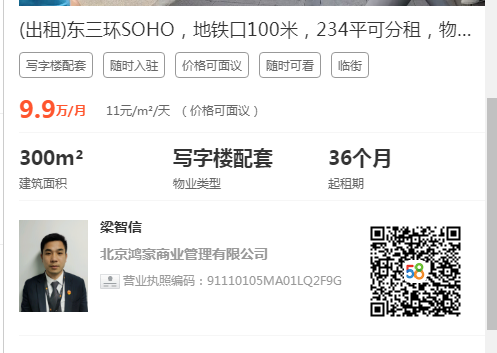 (出租)东三环SOHO，地铁口100米，234平可分租，物...
写字楼配套 随时入驻 价格可面议 随时可看 临街
9.9万/月 11元/m²/天 （价格可面议）
300m² 写字楼配套 36个月
建筑面积 物业类型 起租期
梁智信
北京鸿豪商业管理有限公司
营业执照编码：91110105MA01LQ2F9G
58